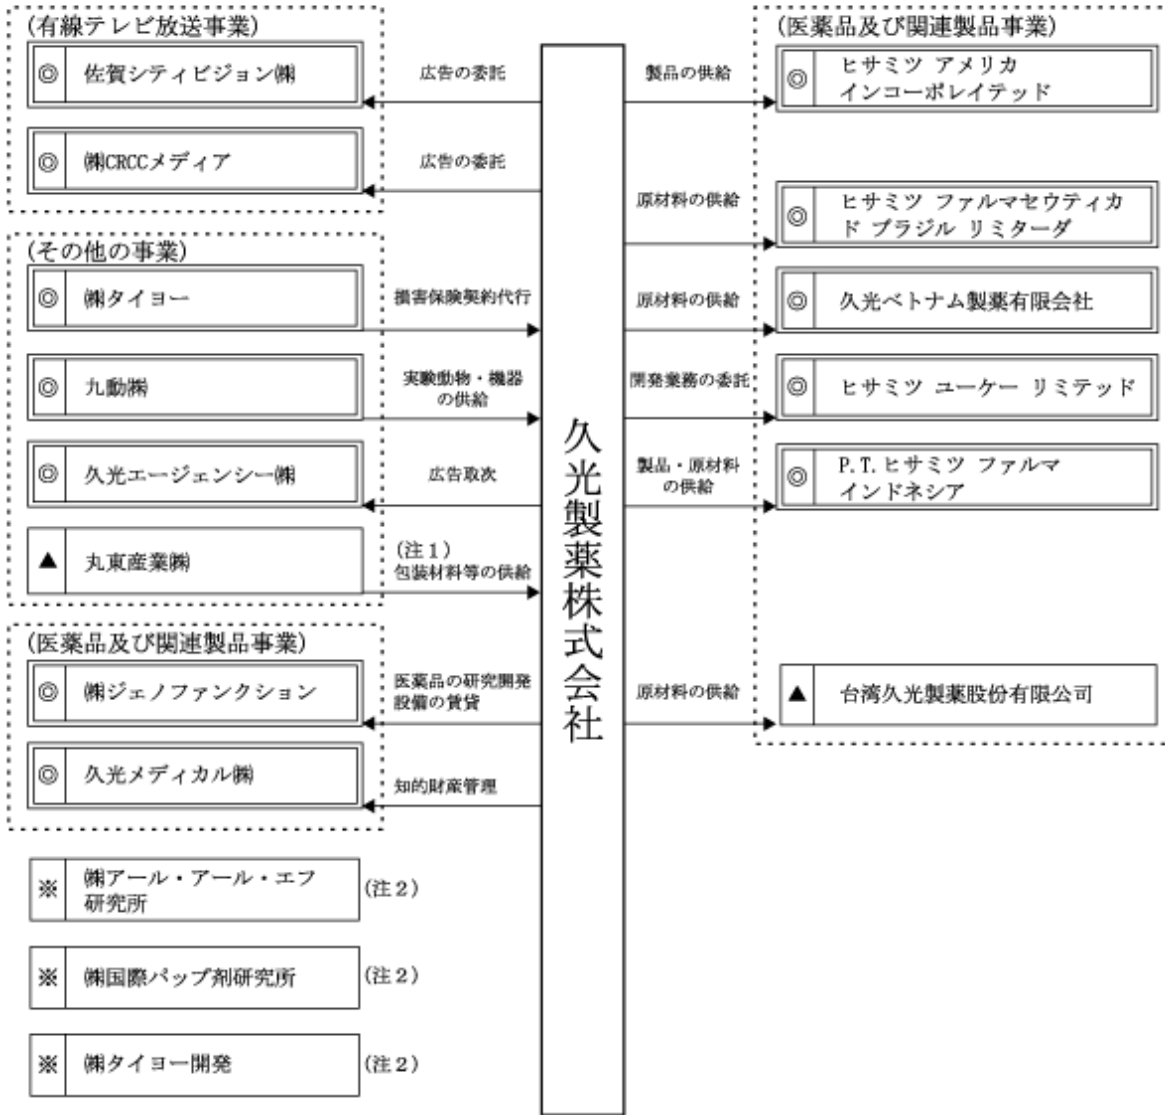 (有線テレビ放送事業)
◎ 佐賀シティビジョン㈱
広告の委託
◎ ㈱CRCCメディア
広告の委託
(その他の事業)
◎ ㈱タイヨー
損害保険契約代行
◎ 九動㈱
実験動物・機器
の供給
◎ 久光エージェンシー㈱
広告取次
▲ 丸東産業㈱
(注1)
包装材料等の供給
(医薬品及び関連製品事業)
◎ ㈱ジェノファンクション
医薬品の研究開発
設備の賃貸
◎ 久光メディカル㈱
知的財産管理
※ ㈱アール・アール・エフ
研究所
(注2)
※ ㈱国際パップ剤研究所
(注2)
※ ㈱タイヨー開発
(注2)
久光製薬株式会社
(医薬品及び関連製品事業)
製品の供給
◎ ヒサミツ アメリカ
インコーポレイテッド
原材料の供給
◎ ヒサミツ ファルマセウティカ
ド ブラジル リミターダ
原材料の供給
◎ 久光ベトナム製薬有限会社
開発業務の委託
◎ ヒサミツ ユーケー リミテッド
製品・原材料
の供給
◎ P.T.ヒサミツ ファルマ
インドネシア
原材料の供給
▲ 台湾久光製薬股份有限公司